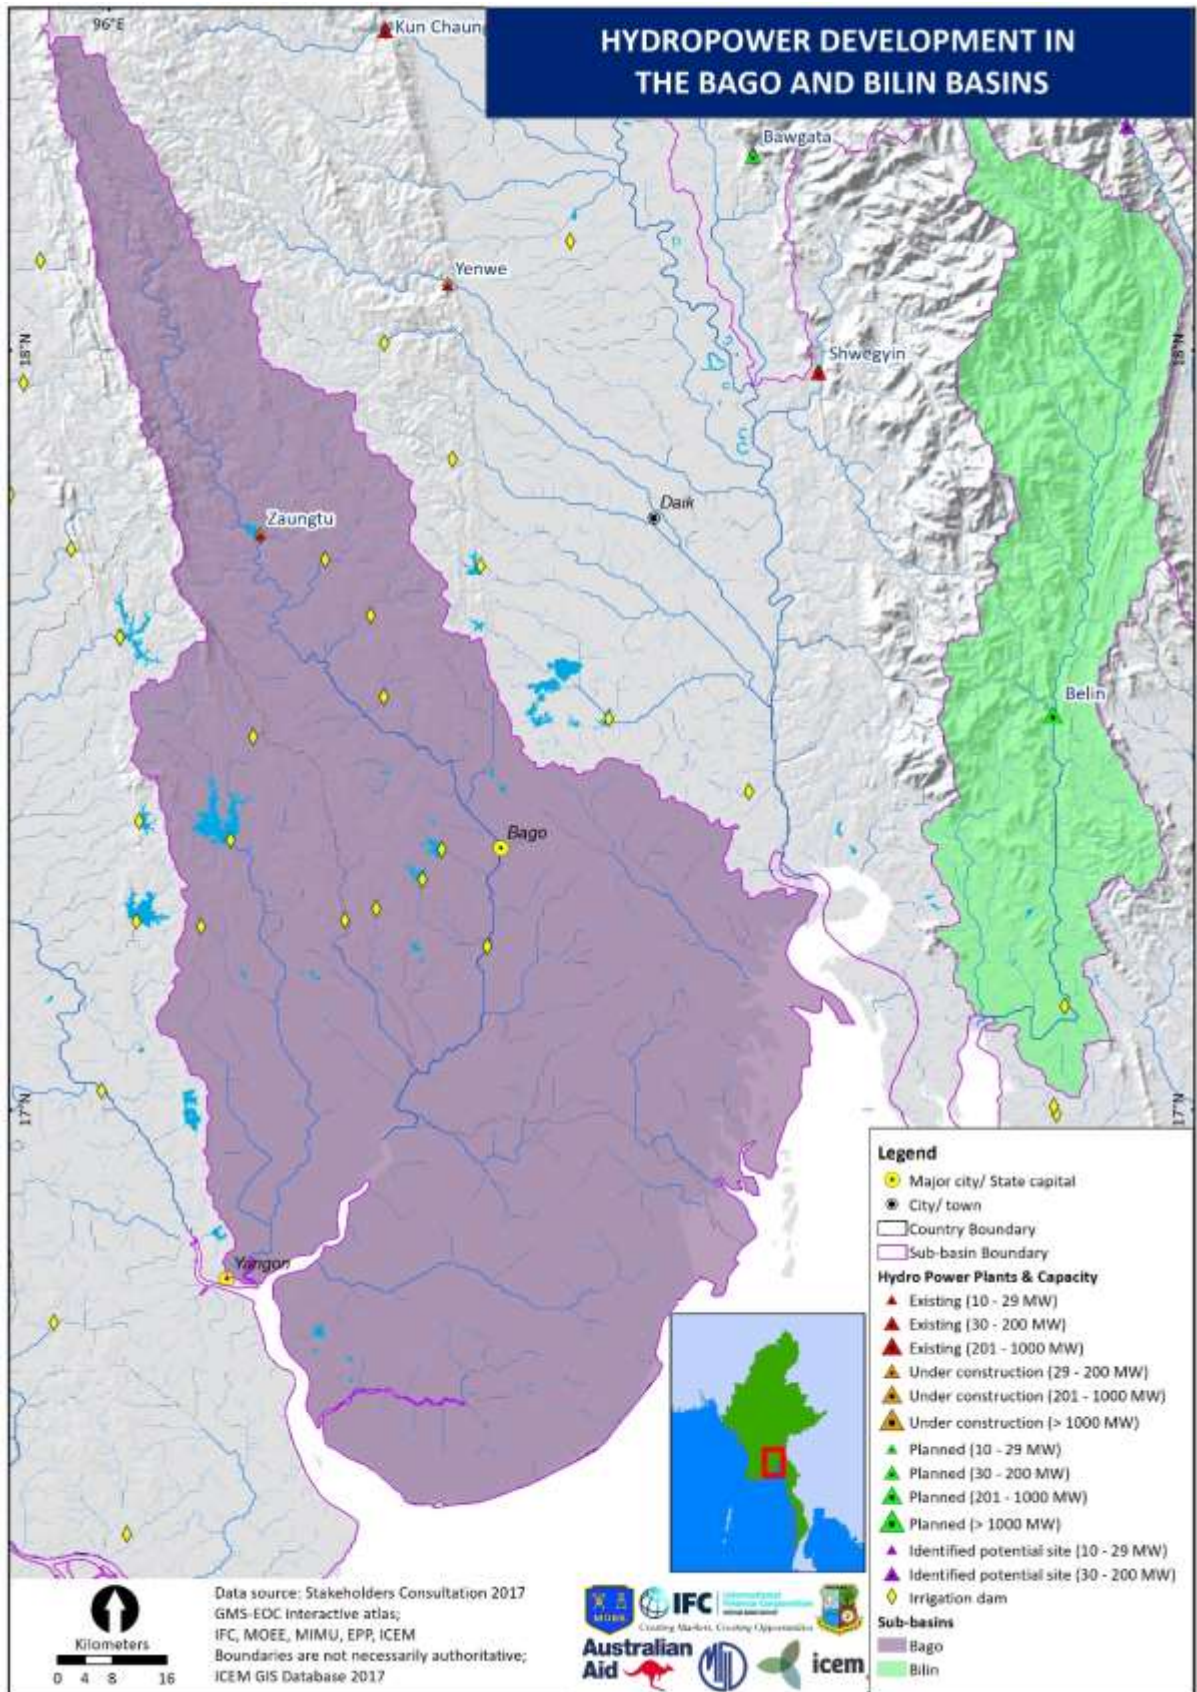 96°E
Kun Chaun
HYDROPOWER DEVELOPMENT IN
THE BAGO AND BILIN BASINS
Bawgata
Yenwe
18°N
18°N
Shwegyin
Daik
Zaungtu
Belin
Bago
17°N
17°N
Yangon
Legend
Major city/ State capital
City/ town
Country Boundary
Sub-basin Boundary
Hydro Power Plants & Capacity
Existing (10 - 29 MW)
Existing (30 - 200 MW)
Existing (201 - 1000 MW)
Under construction (29 - 200 MW)
Under construction (201 - 1000 MW)
Under construction (> 1000 MW)
Planned (10 - 29 MW)
Planned (30 - 200 MW)
Planned (201 - 1000 MW)
Planned (> 1000 MW)
Identified potential site (10 - 29 MW)
Identified potential site (30 - 200 MW)
Irrigation dam
Sub-basins
Bago
Bilin
Kilometers
0 4 8 16
Data source: Stakeholders Consultation 2017
GMS-EOC Interactive atlas;
IFC, MOEE, MIMU, EPP, ICEM
Boundaries are not necessarily authoritative;
ICEM GIS Database 2017
MOEE
IFC
International
Finance Corporation
Creating Markets, Creating Opportunities
Australian
Aid
icem